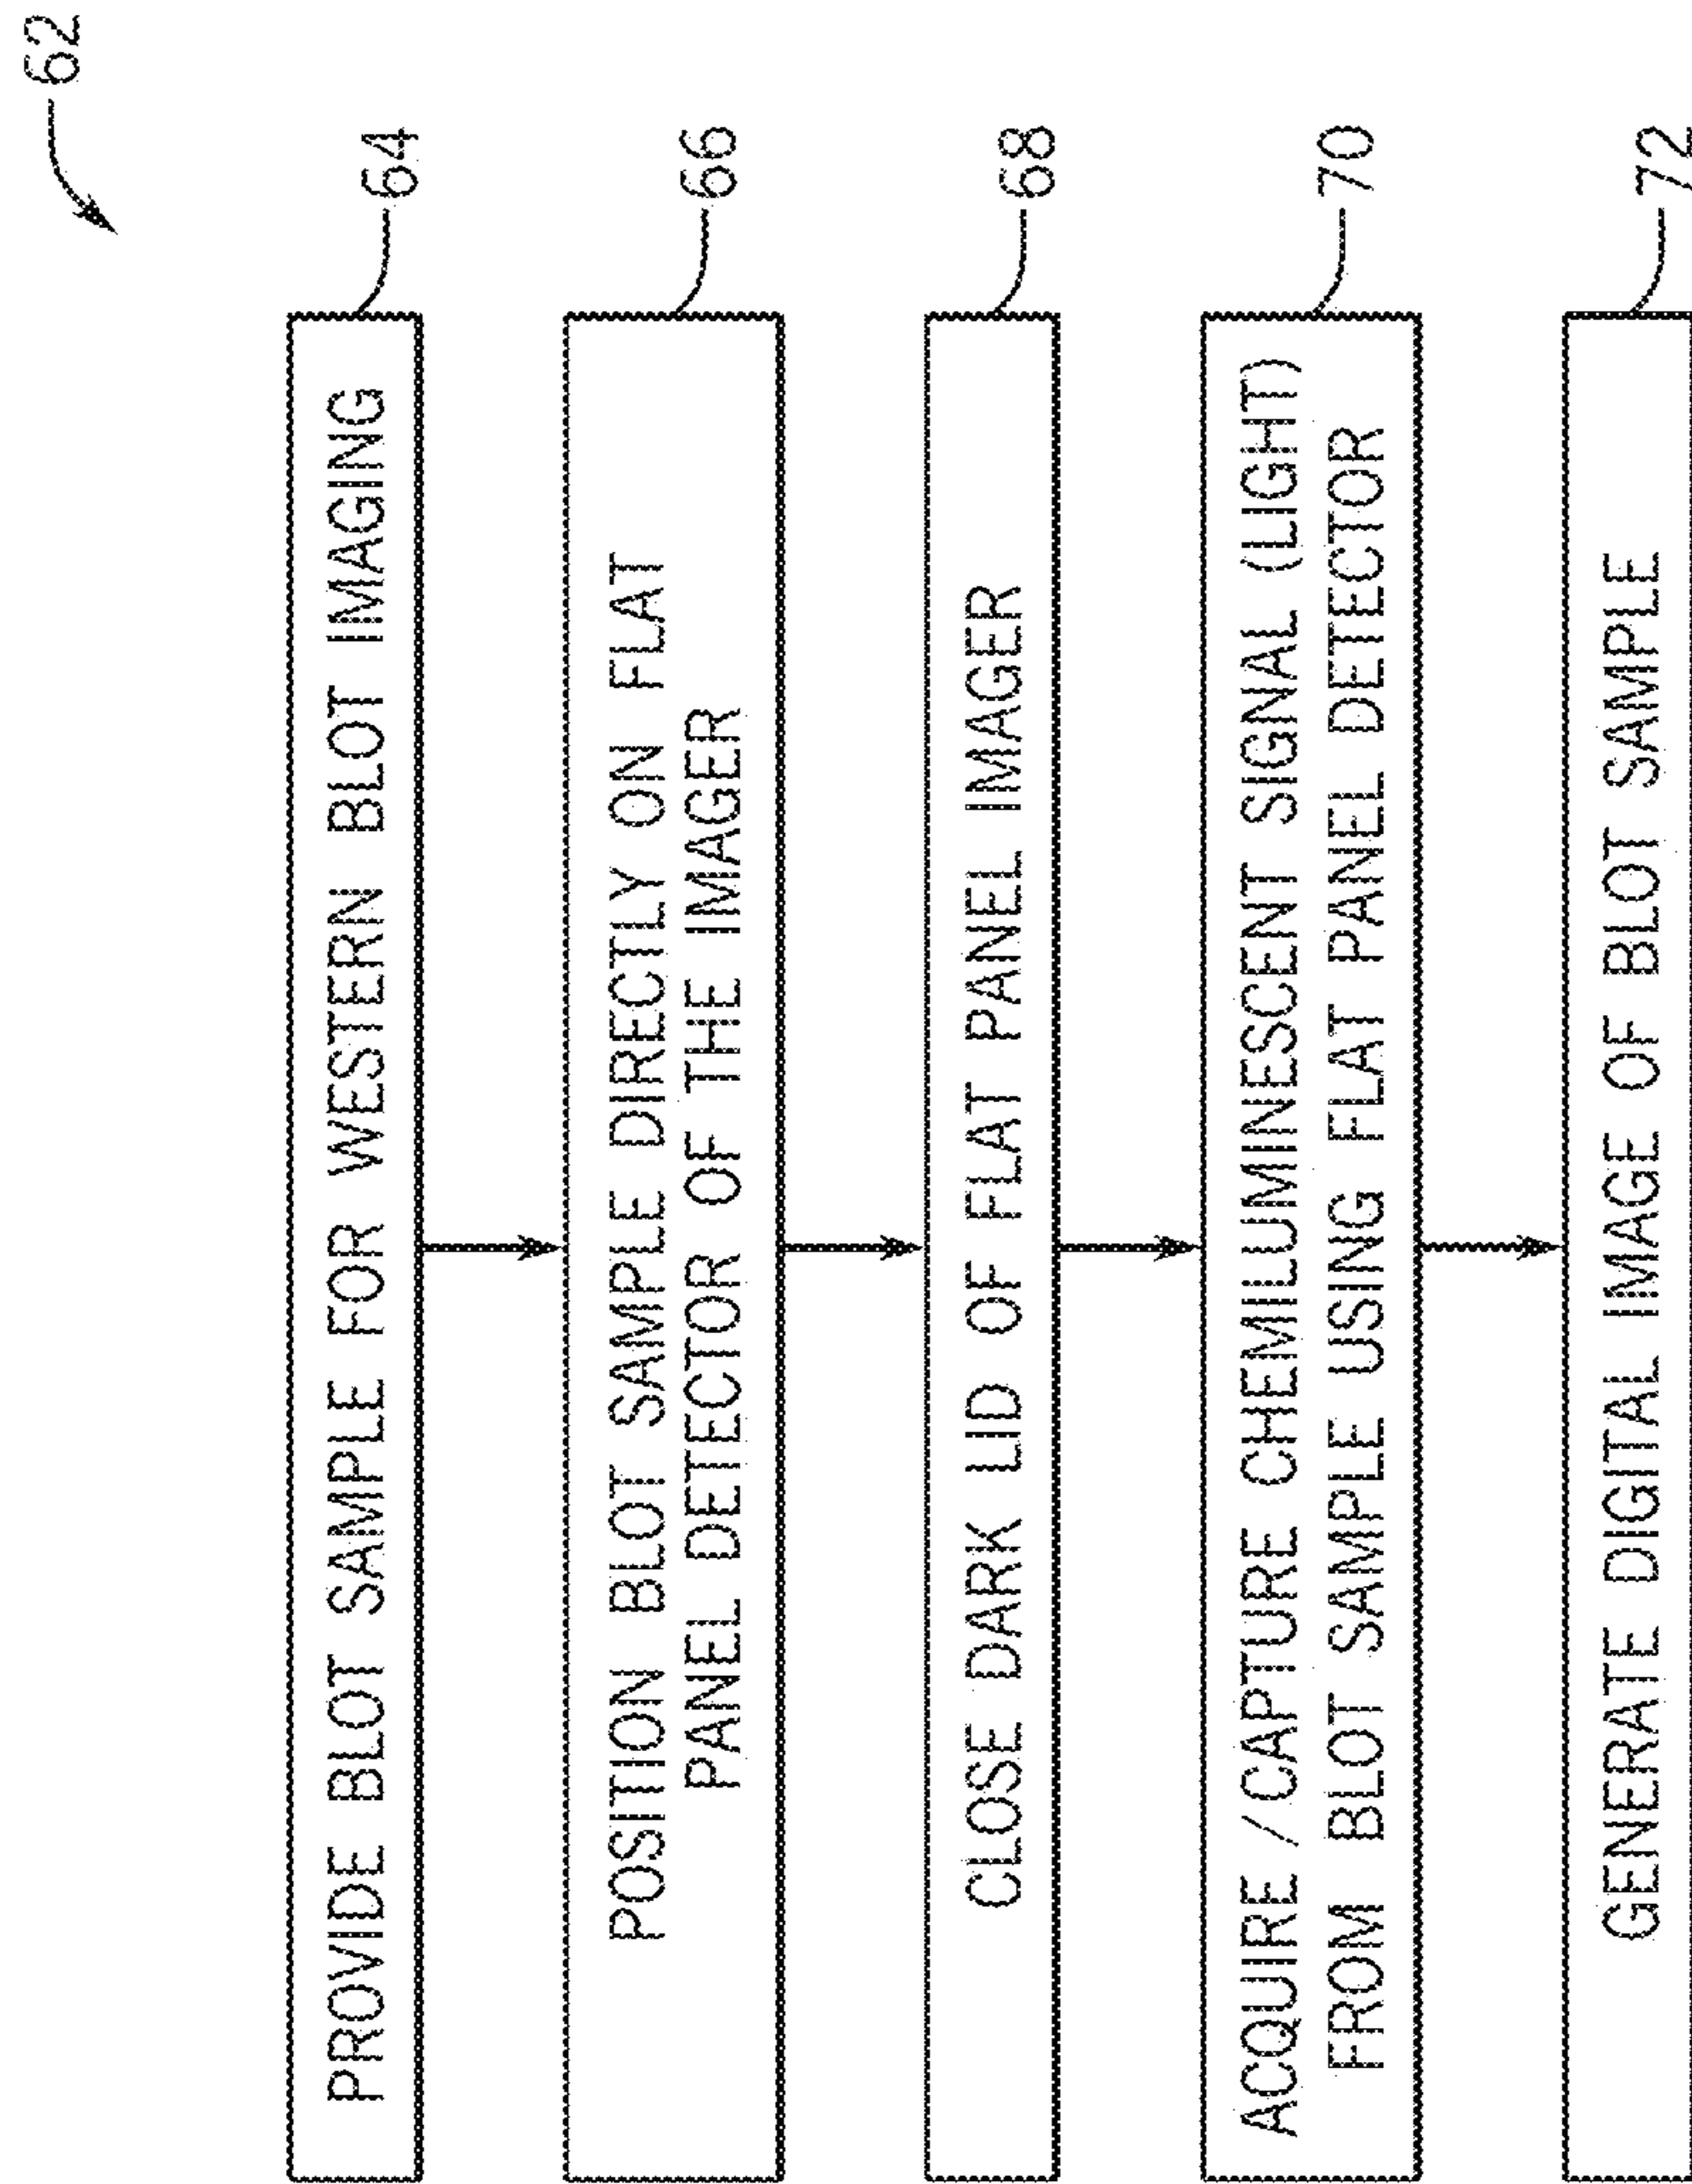 62
PROVIDE BLOT SAMPLE FOR WESTERN BLOT IMAGING
64
POSITION BLOT SAMPLE DIRECTLY ON FLAT
PANEL DETECTOR OF THE IMAGER
66
CLOSE DARK LID OF FLAT PANEL IMAGER
68
ACQUIRE /CAPTURE CHEMILUMINESCENT SIGNAL (LIGHT)
FROM BLOT SAMPLE USING FLAT PANEL DETECTOR
70
GENERATE DIGITAL IMAGE OF BLOT SAMPLE
72